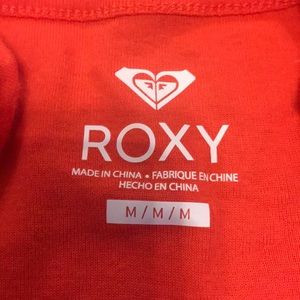 ROXY
MADE IN CHINA • FABRIQUE EN CHINE
HECHO EN CHINA
M / M / M